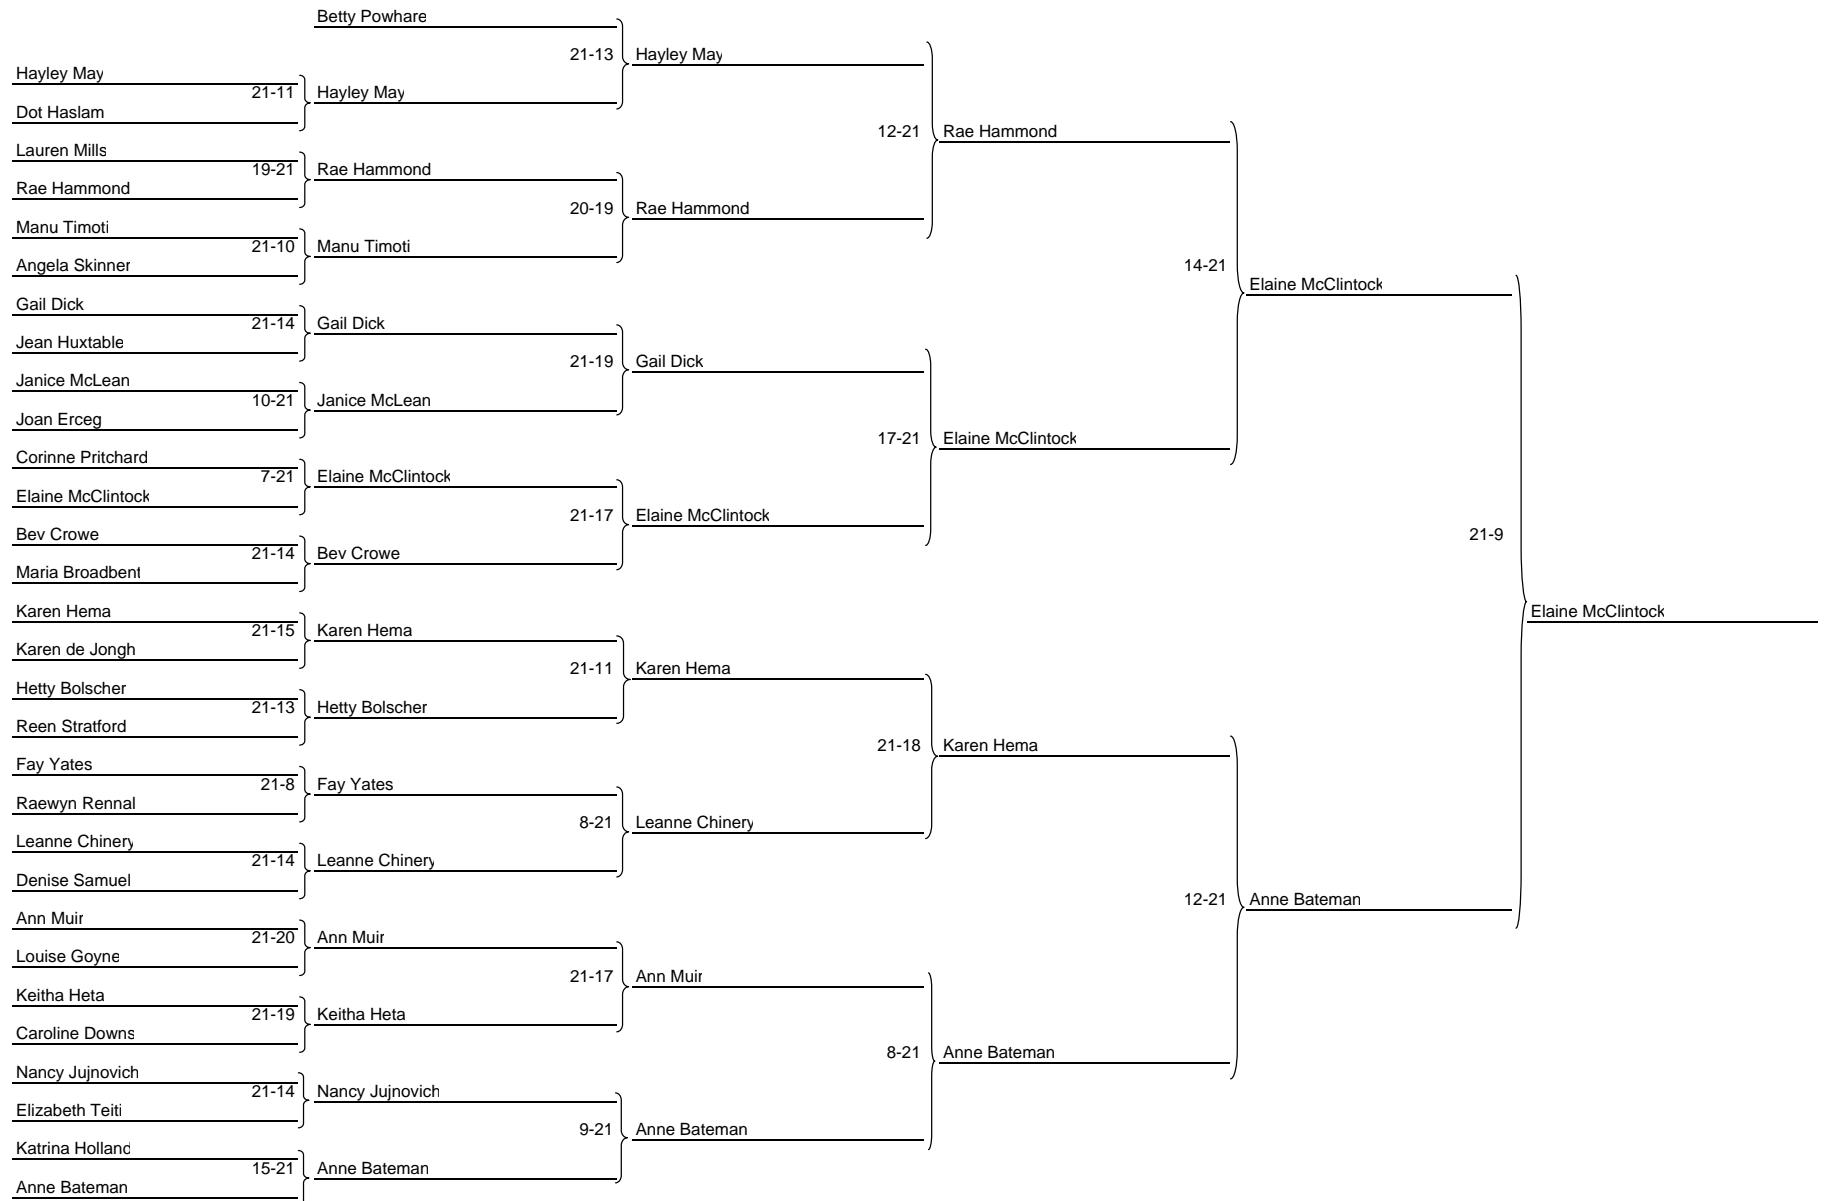 Betty Powhare
21-13 Hayley May
Hayley May
21-11 Hayley May
Dot Haslam
12-21 Rae Hammond
Lauren Mills
19-21 Rae Hammond
Rae Hammond
20-19 Rae Hammond
Manu Timoti
21-10 Manu Timoti
Angela Skinner
14-21
Elaine McClintock
Gail Dick
21-14 Gail Dick
Jean Huxtable
21-19 Gail Dick
Janice McLean
10-21 Janice McLean
Joan Erceg
17-21 Elaine McClintock
Corinne Pritchard
7-21 Elaine McClintock
Elaine McClintock
21-17 Elaine McClintock
Bev Crowe
21-9
21-14 Bev Crowe
Maria Broadbent
Karen Hema
Elaine McClintock
21-15 Karen Hema
Karen de Jongh
21-11 Karen Hema
Hetty Bolscher
21-13 Hetty Bolscher
Reen Stratford
21-18 Karen Hema
Fay Yates
21-8 Fay Yates
Raewyn Rennal
8-21 Leanne Chinery
Leanne Chinery
21-14 Leanne Chinery
Denise Samuel
12-21 Anne Bateman
Ann Muir
21-20 Ann Muir
Louise Goyne
21-17 Ann Muir
Keitha Heta
21-19 Keitha Heta
Caroline Downs
8-21 Anne Bateman
Nancy Jujnovich
21-14 Nancy Jujnovich
Elizabeth Teiti
9-21 Anne Bateman
Katrina Holland
15-21 Anne Bateman
Anne Bateman